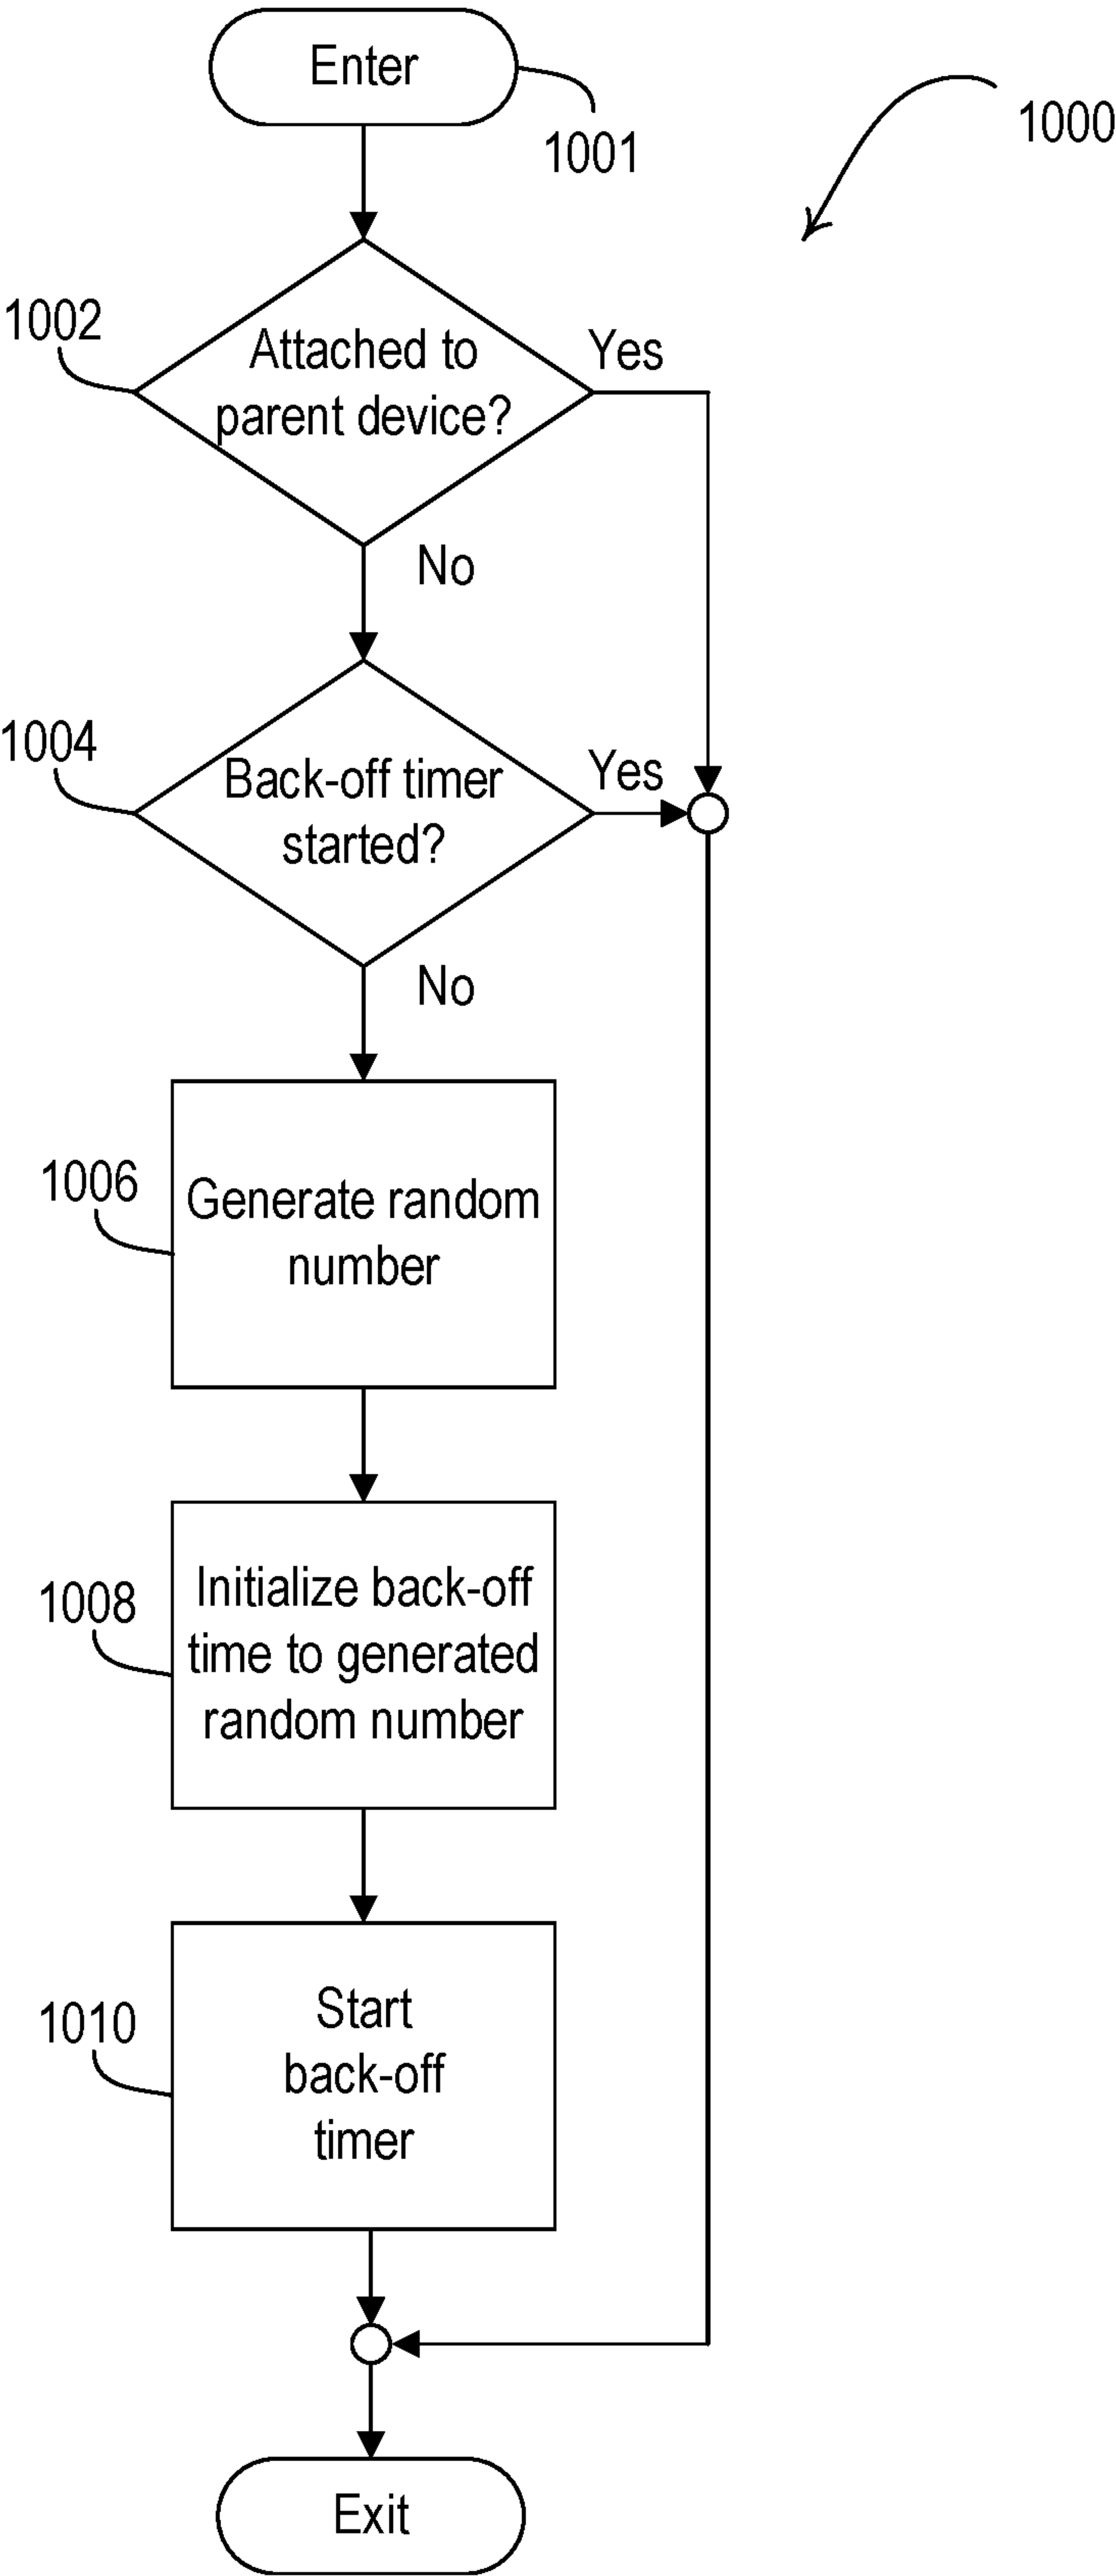 Enter
1001
1000
1002
Attached to
parent device?
Yes
No
1004
Back-off timer
started?
Yes
No
1006
Generate random
number
1008
Initialize back-off
time to generated
random number
1010
Start
back-off
timer
Exit